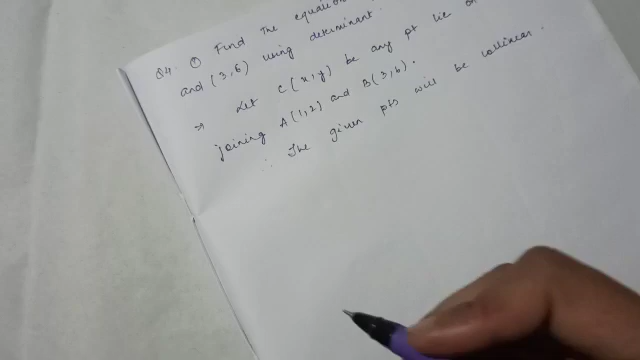 Q4. ① Find The equation
and (3,6) using determinant.
⇒ Let C(x,y) be any pt lie on
joining A(1,2) and B(3,6).
∴ The given pts will be collinear.